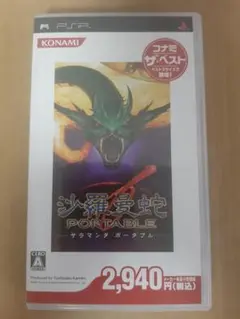 PSP
KONAMI
コナミ
ザ・ベスト
沙羅曼蛇
PORTABLE
サラマンダ ポータブル
CERO
A
2,940
円(税込)